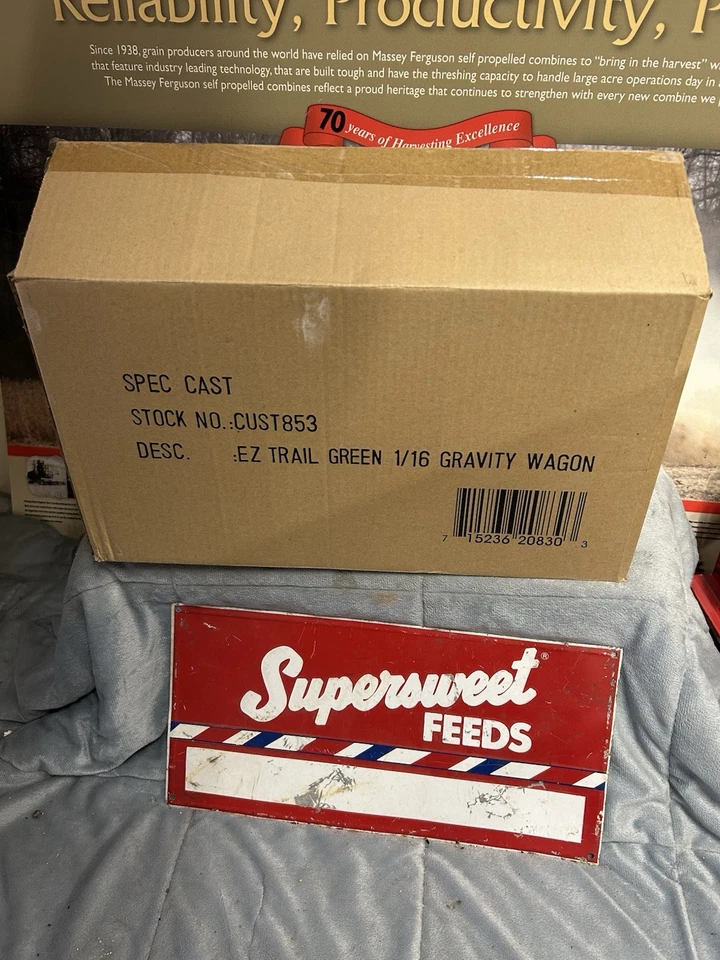 Reliability, Productivity, P
Since 1938, grain producers around the world have relied on Massey Ferguson self propelled combines to "bring in the harvest" w
that feature industry leading technology, that are built tough and have the threshing capacity to handle large acre operations day in
The Massey Ferguson self propelled combines reflect a proud heritage that continues to strengthen with every new combine we
70 years of Harvesting Excellence
SPEC CAST
STOCK NO.:CUST853
DESC. :EZ TRAIL GREEN 1/16 GRAVITY WAGON
7 15236 20830 3
Supersweet®
FEEDS